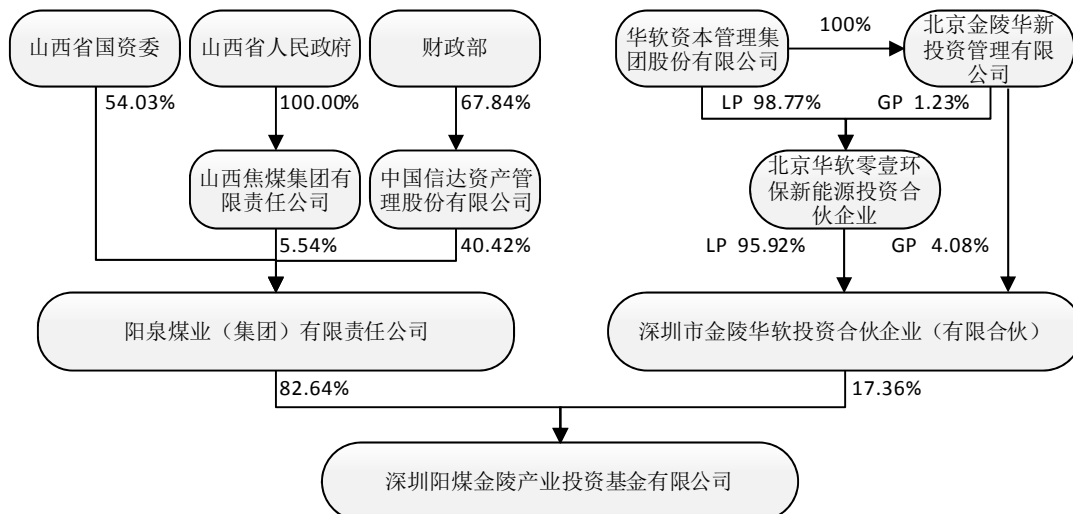 山西省国资委
山西省人民政府
财政部
华软资本管理集
团股份有限公司
100%
北京金陵华新
投资管理有限
公司
54.03%
100.00%
67.84%
LP 98.77%
GP 1.23%
山西焦煤集团有
限责任公司
中国信达资产管
理股份有限公司
北京华软零壹环
保新能源投资合
伙企业
5.54%
40.42%
LP 95.92%
GP 4.08%
阳泉煤业（集团）有限责任公司
深圳市金陵华软投资合伙企业（有限合伙）
82.64%
17.36%
深圳阳煤金陵产业投资基金有限公司